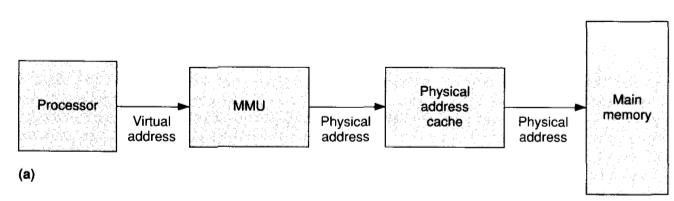 Processor
Virtual
address
MMU
Physical
address
Physical
address
cache
Physical
address
Main
memory
(a)